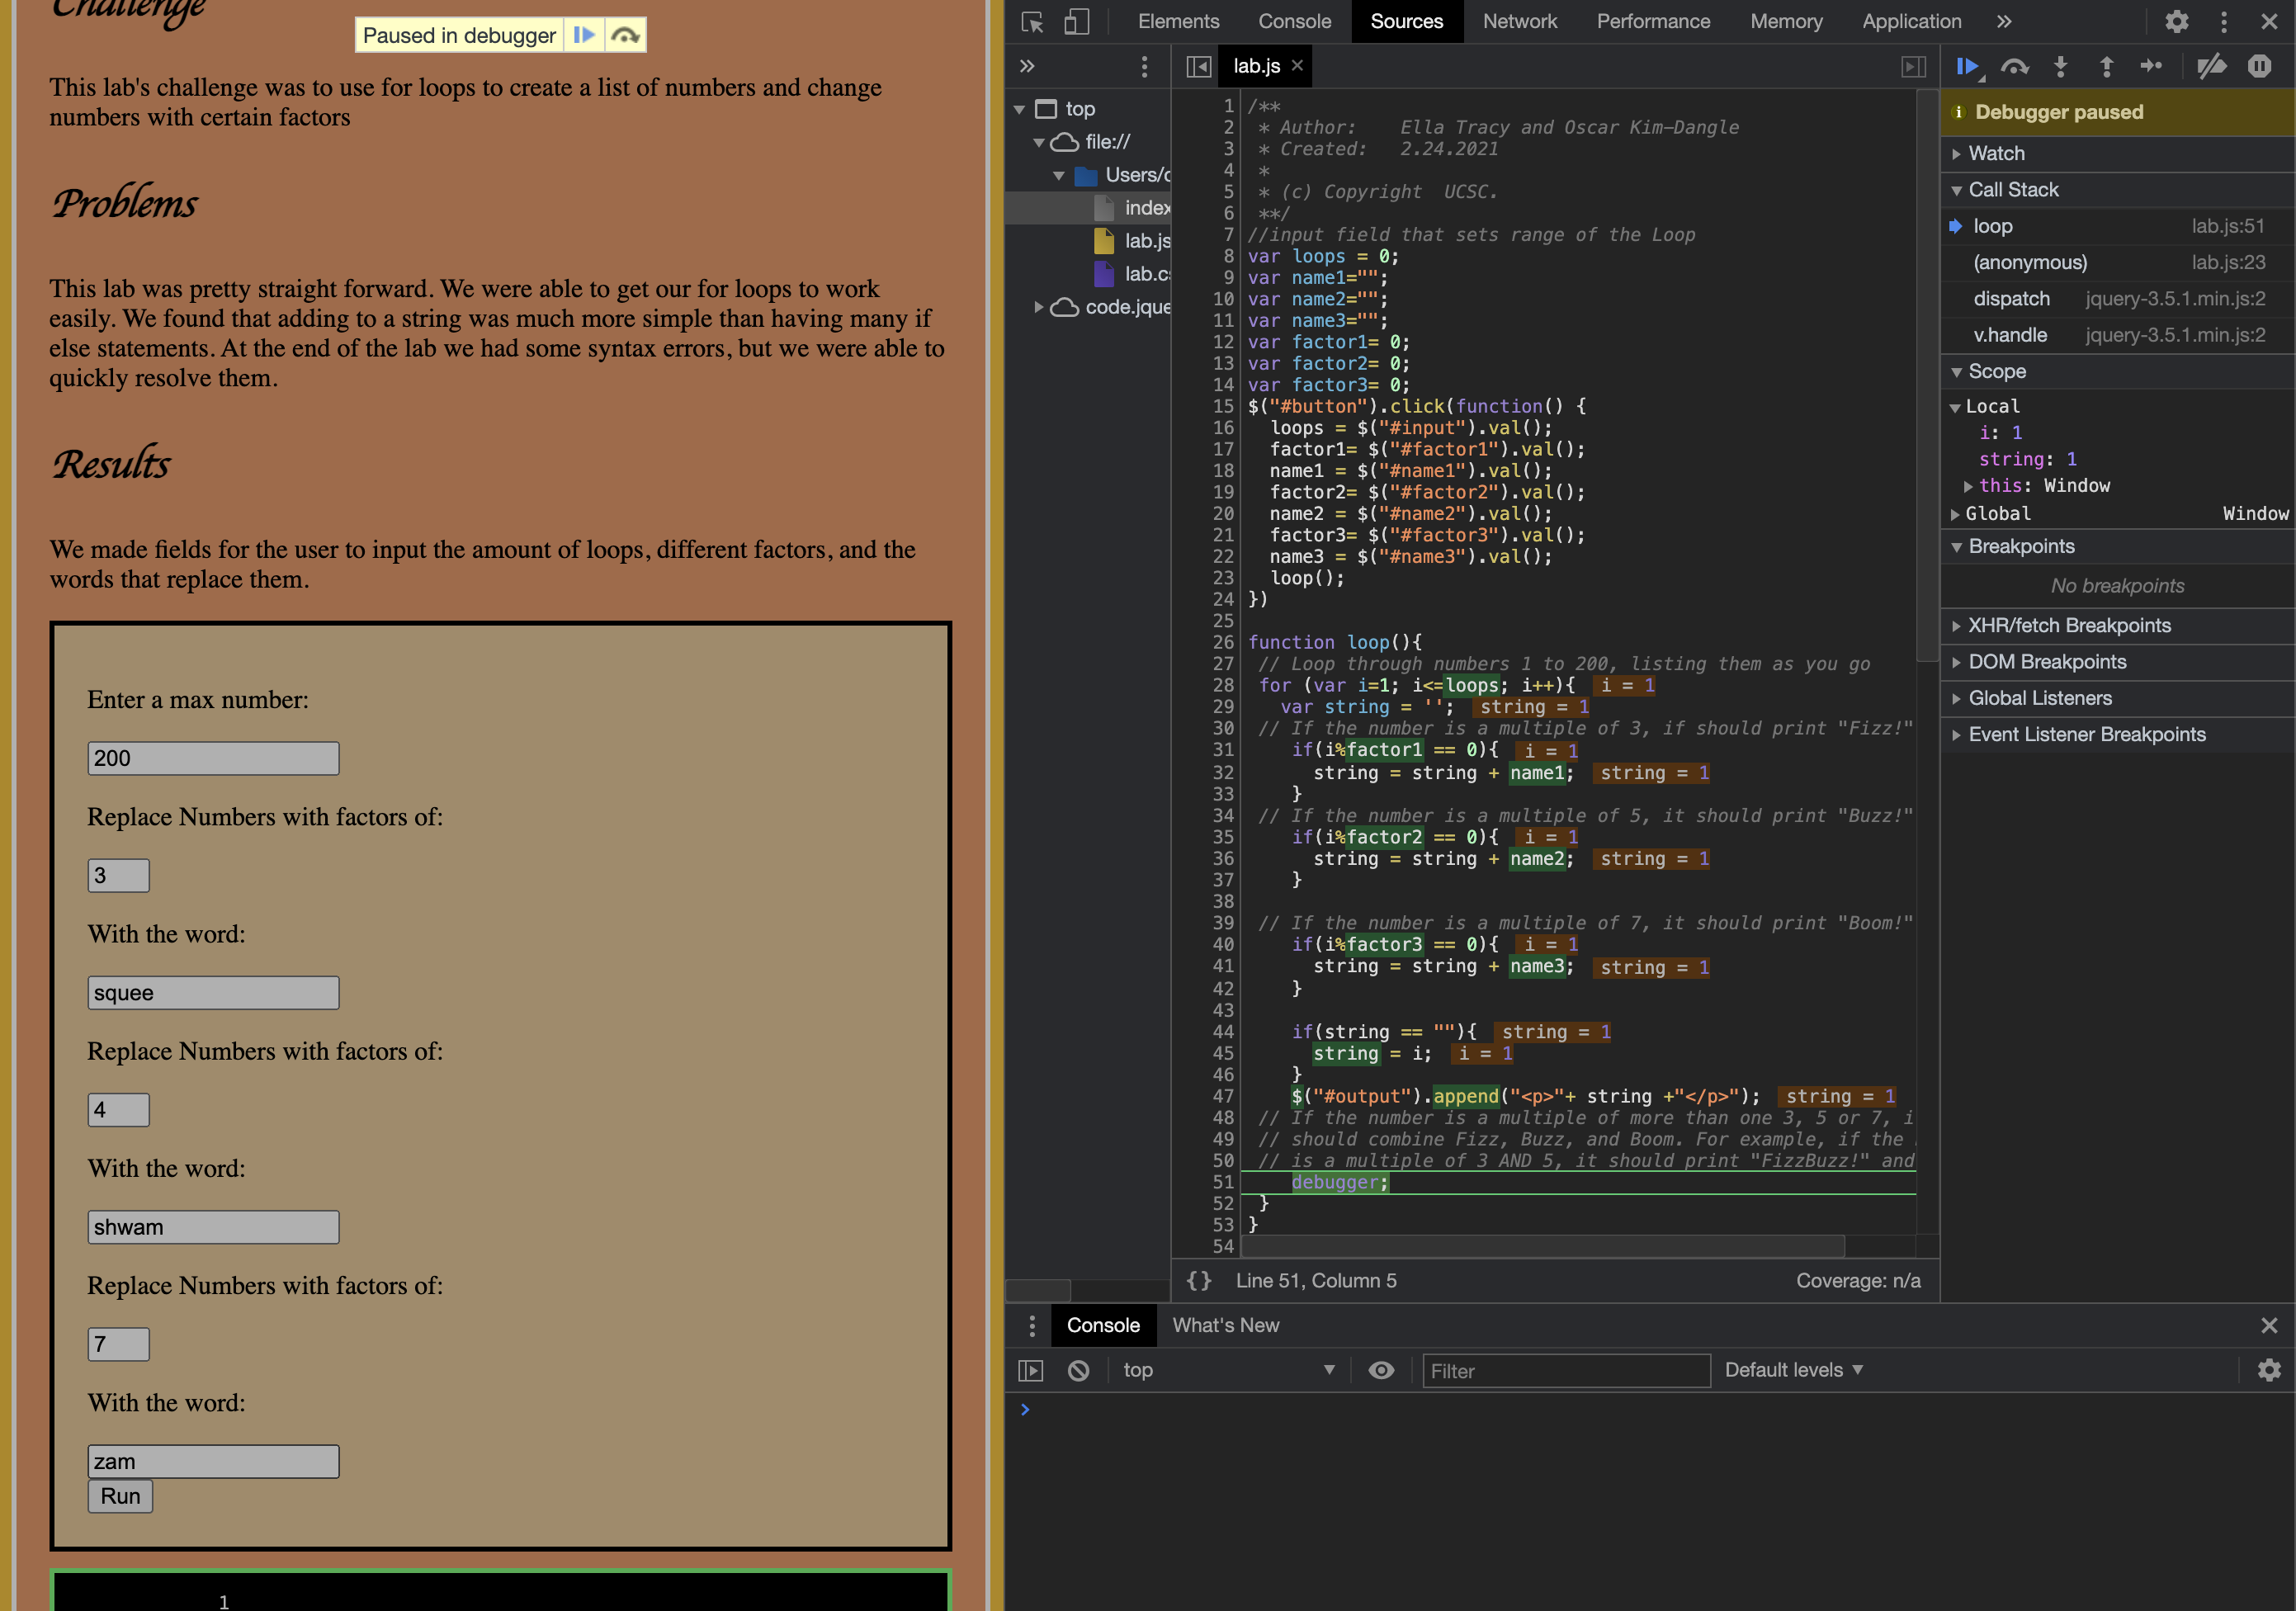 Challenge
Paused in debugger
This lab's challenge was to use for loops to create a list of numbers and change
numbers with certain factors
Problems
This lab was pretty straight forward. We were able to get our for loops to work
easily. We found that adding to a string was much more simple than having many if
else statements. At the end of the lab we had some syntax errors, but we were able to
quickly resolve them.
Results
We made fields for the user to input the amount of loops, different factors, and the
words that replace them.
Enter a max number:
200
Replace Numbers with factors of:
3
With the word:
squee
Replace Numbers with factors of:
4
With the word:
shwam
Replace Numbers with factors of:
7
With the word:
zam
Run
1
Elements Console Sources Network Performance Memory Application »
» lab.js ×
top
file://
Users/c
index
lab.js
lab.c
code.jque
1 /**
2 * Author: Ella Tracy and Oscar Kim-Dangle
3 * Created: 2.24.2021
4 *
5 * (c) Copyright UCSC.
6 **/
7 //input field that sets range of the Loop
8 var loops = 0;
9 var name1="";
10 var name2="";
11 var name3="";
12 var factor1= 0;
13 var factor2= 0;
14 var factor3= 0;
15 $("#button").click(function() {
16 loops = $("#input").val();
17 factor1= $("#factor1").val();
18 name1 = $("#name1").val();
19 factor2= $("#factor2").val();
20 name2 = $("#name2").val();
21 factor3= $("#factor3").val();
22 name3 = $("#name3").val();
23 loop();
24 })
25
26 function loop(){
27 // Loop through numbers 1 to 200, listing them as you go
28 for (var i=1; i<=loops; i++){ i = 1
29 var string = ''; string = 1
30 // If the number is a multiple of 3, if should print "Fizz!"
31 if(i%factor1 == 0){ i = 1
32 string = string + name1; string = 1
33 }
34 // If the number is a multiple of 5, it should print "Buzz!"
35 if(i%factor2 == 0){ i = 1
36 string = string + name2; string = 1
37 }
38
39 // If the number is a multiple of 7, it should print "Boom!"
40 if(i%factor3 == 0){ i = 1
41 string = string + name3; string = 1
42 }
43
44 if(string == ""){ string = 1
45 string = i; i = 1
46 }
47 $("#output").append("<p>"+ string +"</p>"); string = 1
48 // If the number is a multiple of more than one 3, 5 or 7, i
49 // should combine Fizz, Buzz, and Boom. For example, if the
50 // is a multiple of 3 AND 5, it should print "FizzBuzz!" and
51 debugger;
52 }
53 }
54
{} Line 51, Column 5 Coverage: n/a
Debugger paused
Watch
Call Stack
loop lab.js:51
(anonymous) lab.js:23
dispatch jquery-3.5.1.min.js:2
v.handle jquery-3.5.1.min.js:2
Scope
Local
i: 1
string: 1
this: Window
Global Window
Breakpoints
No breakpoints
XHR/fetch Breakpoints
DOM Breakpoints
Global Listeners
Event Listener Breakpoints
Console What's New
top Filter Default levels